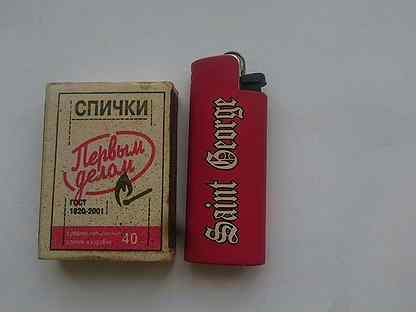 СПИЧКИ
Первым
делом
ГОСТ
1820-2001
40
Saint George